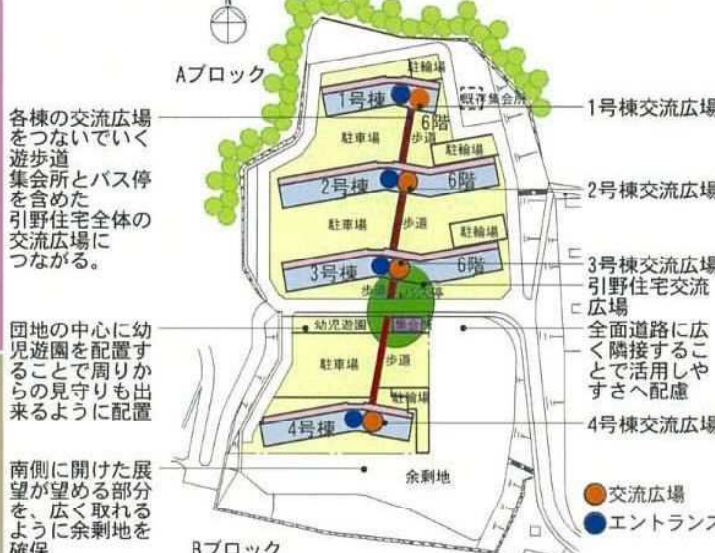 N
Aブロック
各棟の交流広場
をつないでいく
遊歩道
集会所とバス停
を含めた
引野住宅全体の
交流広場に
つながる。
団地の中心に幼
児遊園を配置す
ることで周りか
らの見守りも出
来るように配置
南側に開けた展
望が望める部分
を、広く取れる
ように余剰地を
確保
Bブロック
駐輪場
1号棟
6階
既存集会所
駐車場
歩道
駐輪場
2号棟
6階
駐車場
歩道
駐輪場
3号棟
6階
歩道
バス停
幼児遊園
集会所
駐車場
歩道
駐輪場
4号棟
余剰地
1号棟交流広場
2号棟交流広場
3号棟交流広場
引野住宅交流
広場
全面道路に広
く隣接するこ
とで活用しや
すさへ配慮
4号棟交流広場
交流広場
エントランス